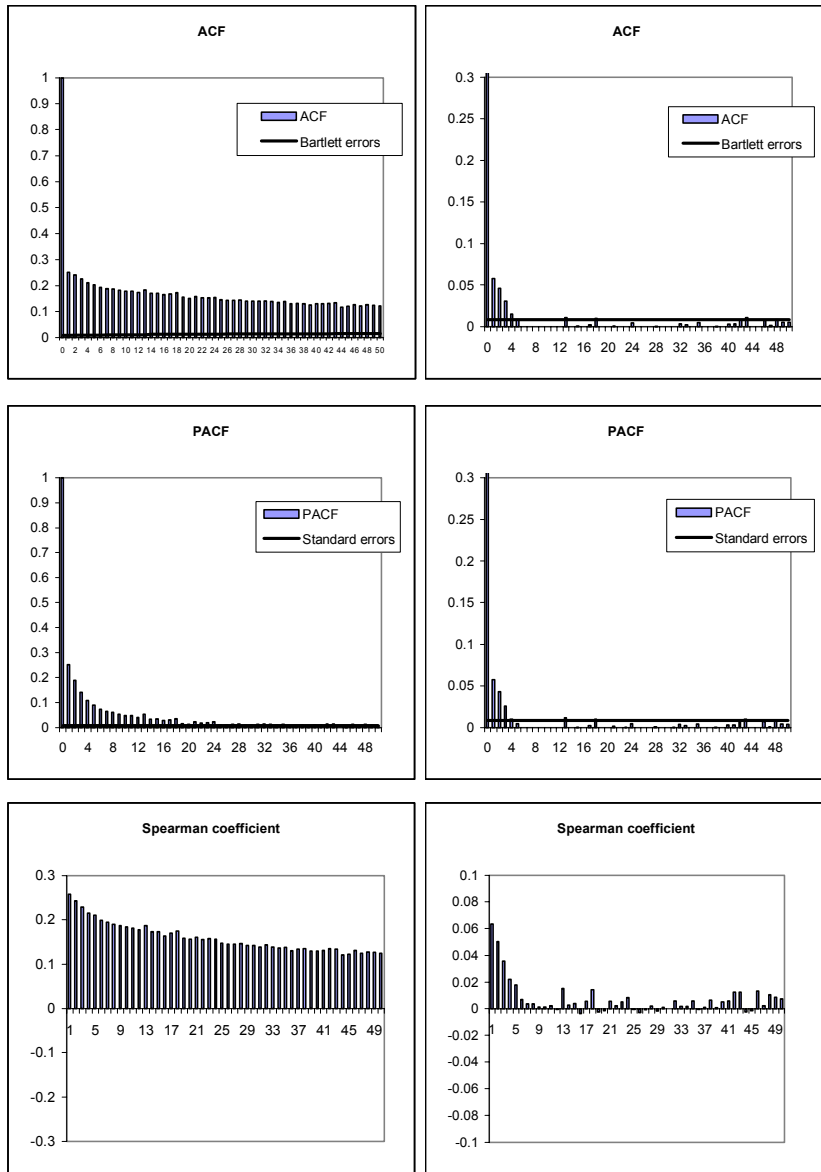 ACF
1
0.9
0.8
0.7
0.6
0.5
0.4
0.3
0.2
0.1
0
ACF
Bartlett errors
0 2 4 6 8 10 12 14 16 18 20 22 24 26 28 30 32 34 36 38 40 42 44 46 48 50
ACF
0.3
0.25
0.2
0.15
0.1
0.05
0
ACF
Bartlett errors
0 4 8 12 16 20 24 28 32 36 40 44 48
PACF
1
0.9
0.8
0.7
0.6
0.5
0.4
0.3
0.2
0.1
0
PACF
Standard errors
0 4 8 12 16 20 24 28 32 36 40 44 48
PACF
0.3
0.25
0.2
0.15
0.1
0.05
0
PACF
Standard errors
0 4 8 12 16 20 24 28 32 36 40 44 48
Spearman coefficient
0.3
0.2
0.1
0
-0.1
-0.2
-0.3
1 5 9 13 17 21 25 29 33 37 41 45 49
Spearman coefficient
0.1
0.08
0.06
0.04
0.02
0
-0.02
-0.04
-0.06
-0.08
-0.1
1 5 9 13 17 21 25 29 33 37 41 45 49